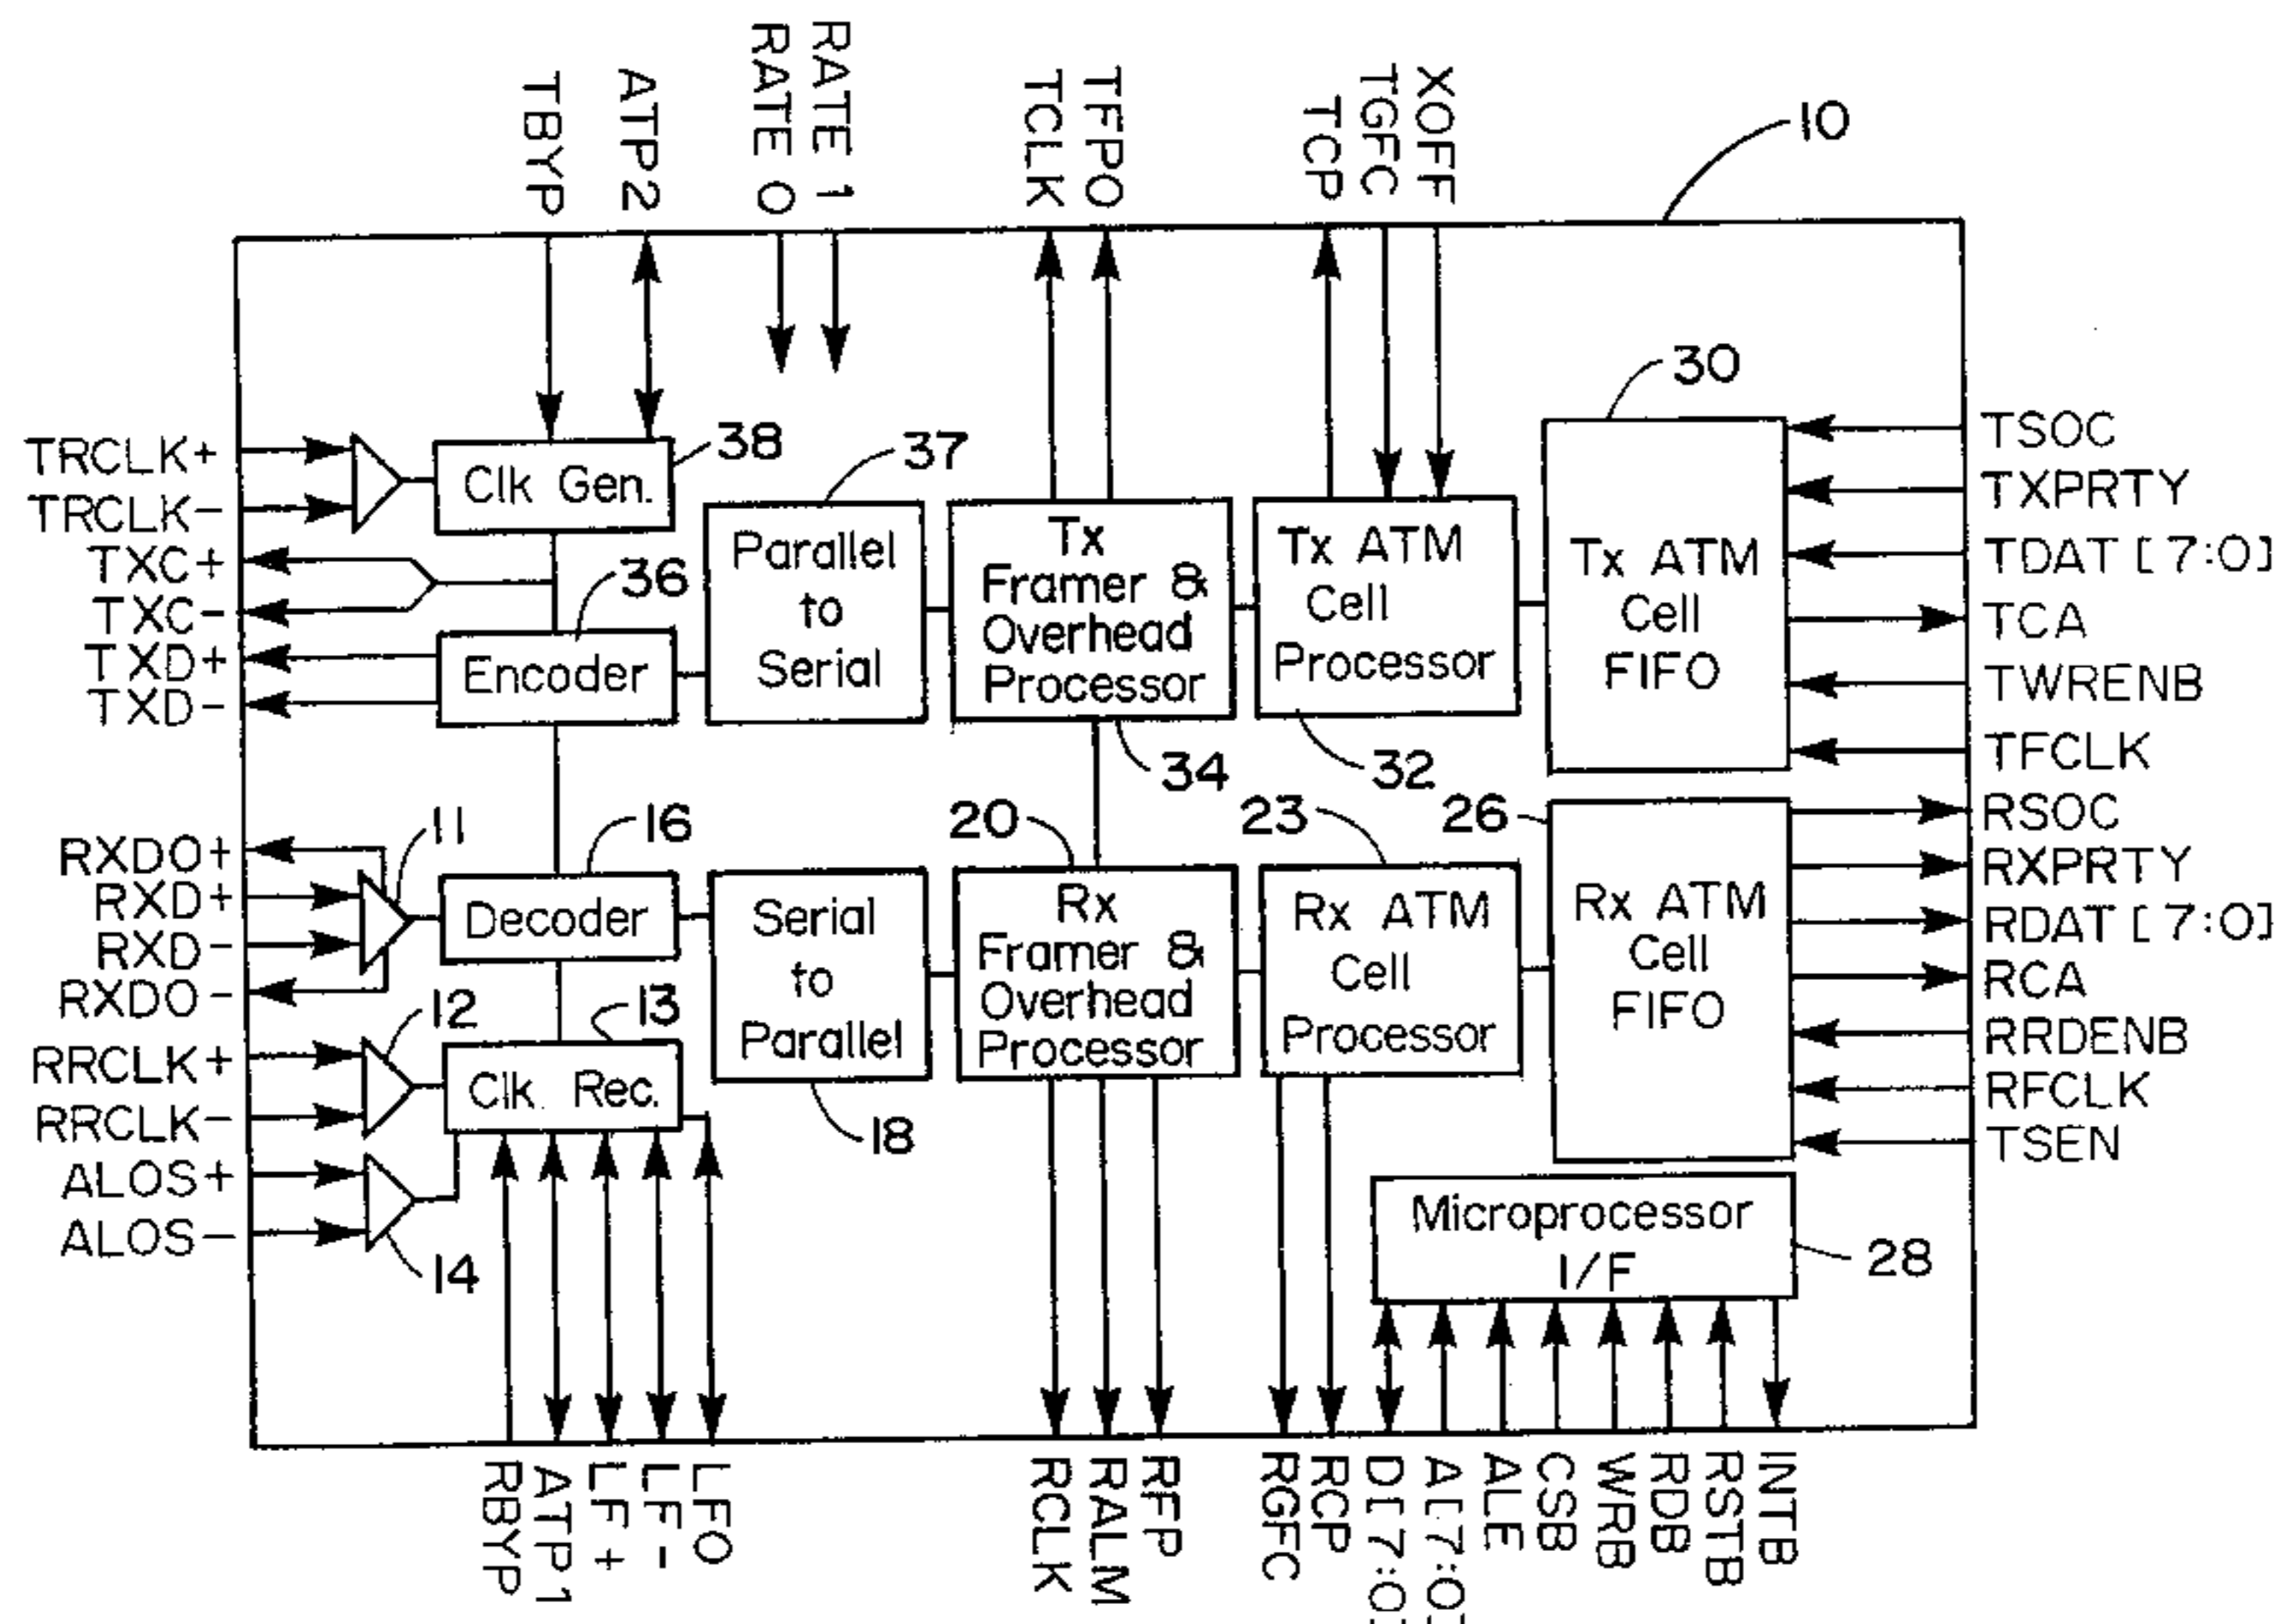 TBYP
ATP2
RATE 0
RATE 1
TCLK
TFPO
TCP
TGFC
XOFF
10
30
38
37
36
TRCLK+
TRCLK-
TXC+
TXC-
TXD+
TXD-
Clk Gen.
Encoder
Parallel
to
Serial
Tx
Framer &
Overhead
Processor
Tx ATM
Cell
Processor
Tx ATM
Cell
FIFO
TSOC
TXPRTY
TDAT [7:0]
TCA
TWRENB
TFCLK
34
32
11
16
20
23
26
RXDO+
RXD+
RXD-
RXDO-
RRCLK+
RRCLK-
ALOS+
ALOS-
12
13
14
18
Decoder
Clk Rec.
Serial
to
Parallel
Rx
Framer &
Overhead
Processor
Rx ATM
Cell
Processor
Rx ATM
Cell
FIFO
RSOC
RXPRTY
RDAT [7:0]
RCA
RRDENB
RFCLK
TSEN
Microprocessor
I/F
28
RBYP
ATP1
LF+
LF-
LFO
RCLK
RALM
RFP
RGFC
RCP
D[7:0]
A[7:0]
ALE
CSB
WRB
RDB
RSTB
INTB